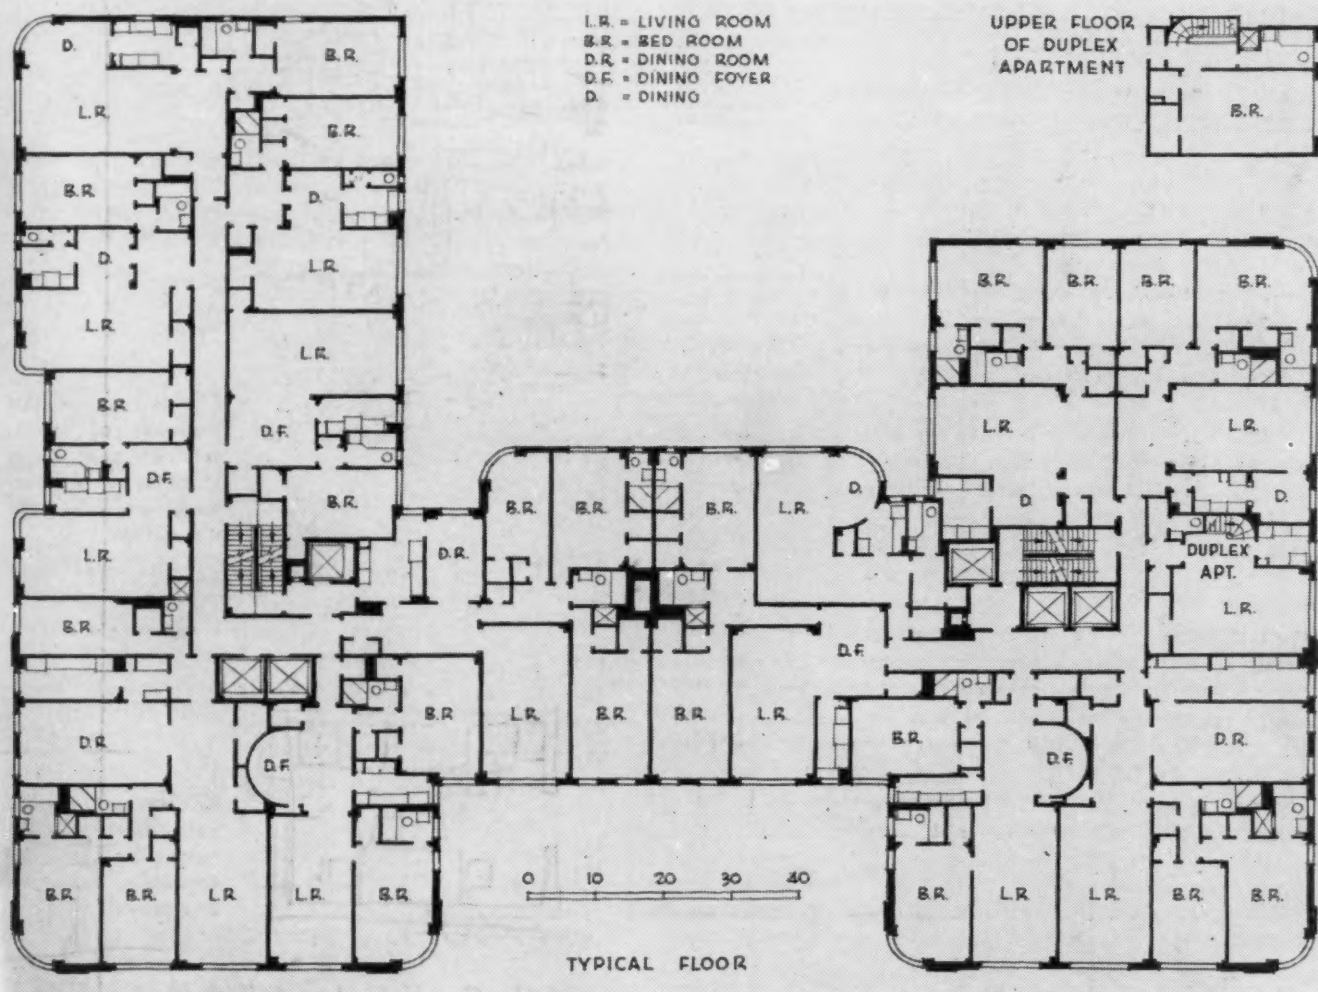 L.R. = LIVING ROOM
B.R. = BED ROOM
D.R. = DINING ROOM
D.F. = DINING FOYER
D. = DINING
UPPER FLOOR
OF DUPLEX
APARTMENT
B.R.
D.
B.R.
L.R.
B.R.
B.R.
D.
D.
L.R.
L.R.
L.R.
B.R.
D.F.
D.F.
B.R.
L.R.
B.R.
D.R.
B.R.
D.R.
B.R.
L.R.
D.F.
B.R.
B.R.
L.R.
L.R.
B.R.
B.R.
B.R.
B.R.
L.R.
D.
D.F.
L.R.
B.R.
B.R.
L.R.
B.R.
B.R.
B.R.
B.R.
L.R.
L.R.
D.
D.
DUPLEX
APT.
L.R.
D.R.
D.F.
B.R.
L.R.
L.R.
B.R.
B.R.
0 10 20 30 40
TYPICAL FLOOR